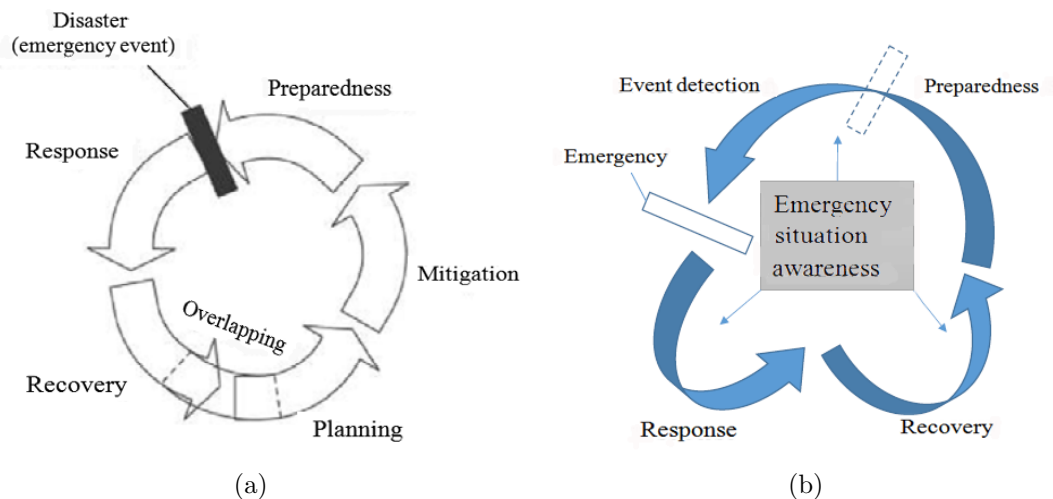 Disaster
(emergency event)
Preparedness
Response
Mitigation
Overlapping
Recovery
Planning
(a)
Event detection
Preparedness
Emergency
Emergency
situation
awareness
Response
Recovery
(b)